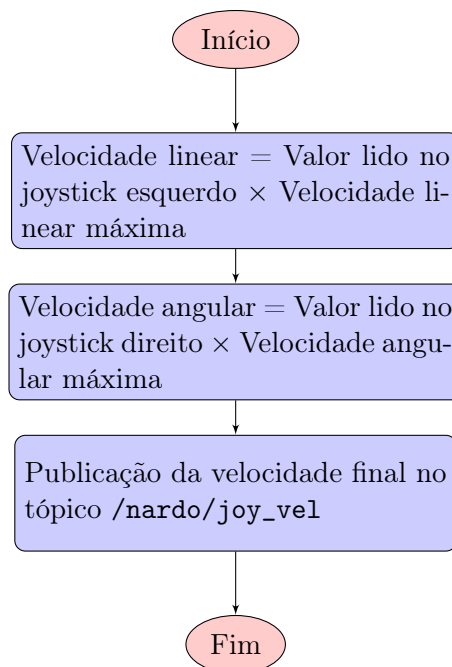 Início
Velocidade linear = Valor lido no
joystick esquerdo × Velocidade li-
near máxima
Velocidade angular = Valor lido no
joystick direito × Velocidade angu-
lar máxima
Publicação da velocidade final no
tópico /nardo/joy_vel
Fim